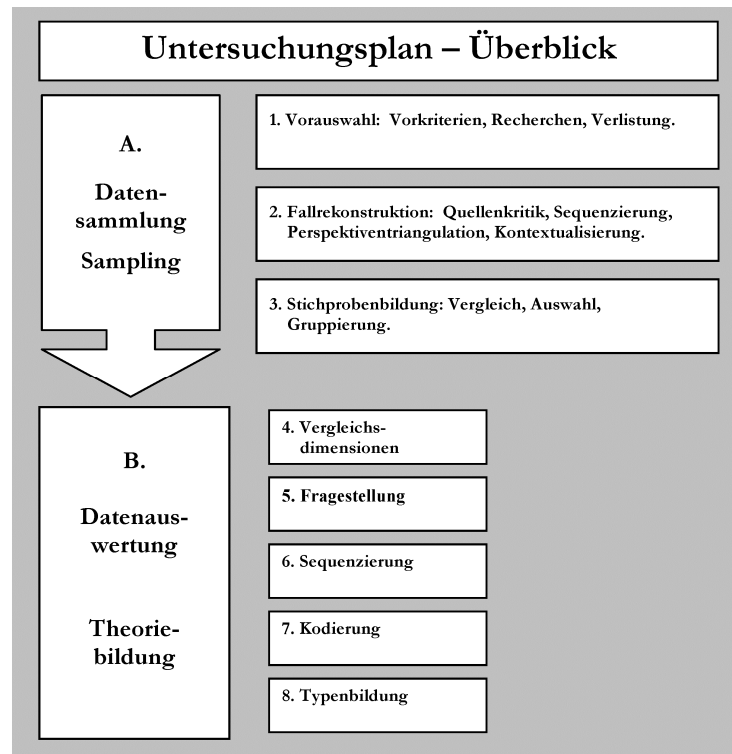 Untersuchungsplan – Überblick
A.
Daten-
sammlung
Sampling
1. Vorauswahl: Vorkriterien, Recherchen, Verlistung.
2. Fallrekonstruktion: Quellenkritik, Sequenzierung,
Perspektiventriangulation, Kontextualisierung.
3. Stichprobenbildung: Vergleich, Auswahl,
Gruppierung.
B.
Datenaus-
wertung
Theorie-
bildung
4. Vergleichs-
dimensionen
5. Fragestellung
6. Sequenzierung
7. Kodierung
8. Typenbildung